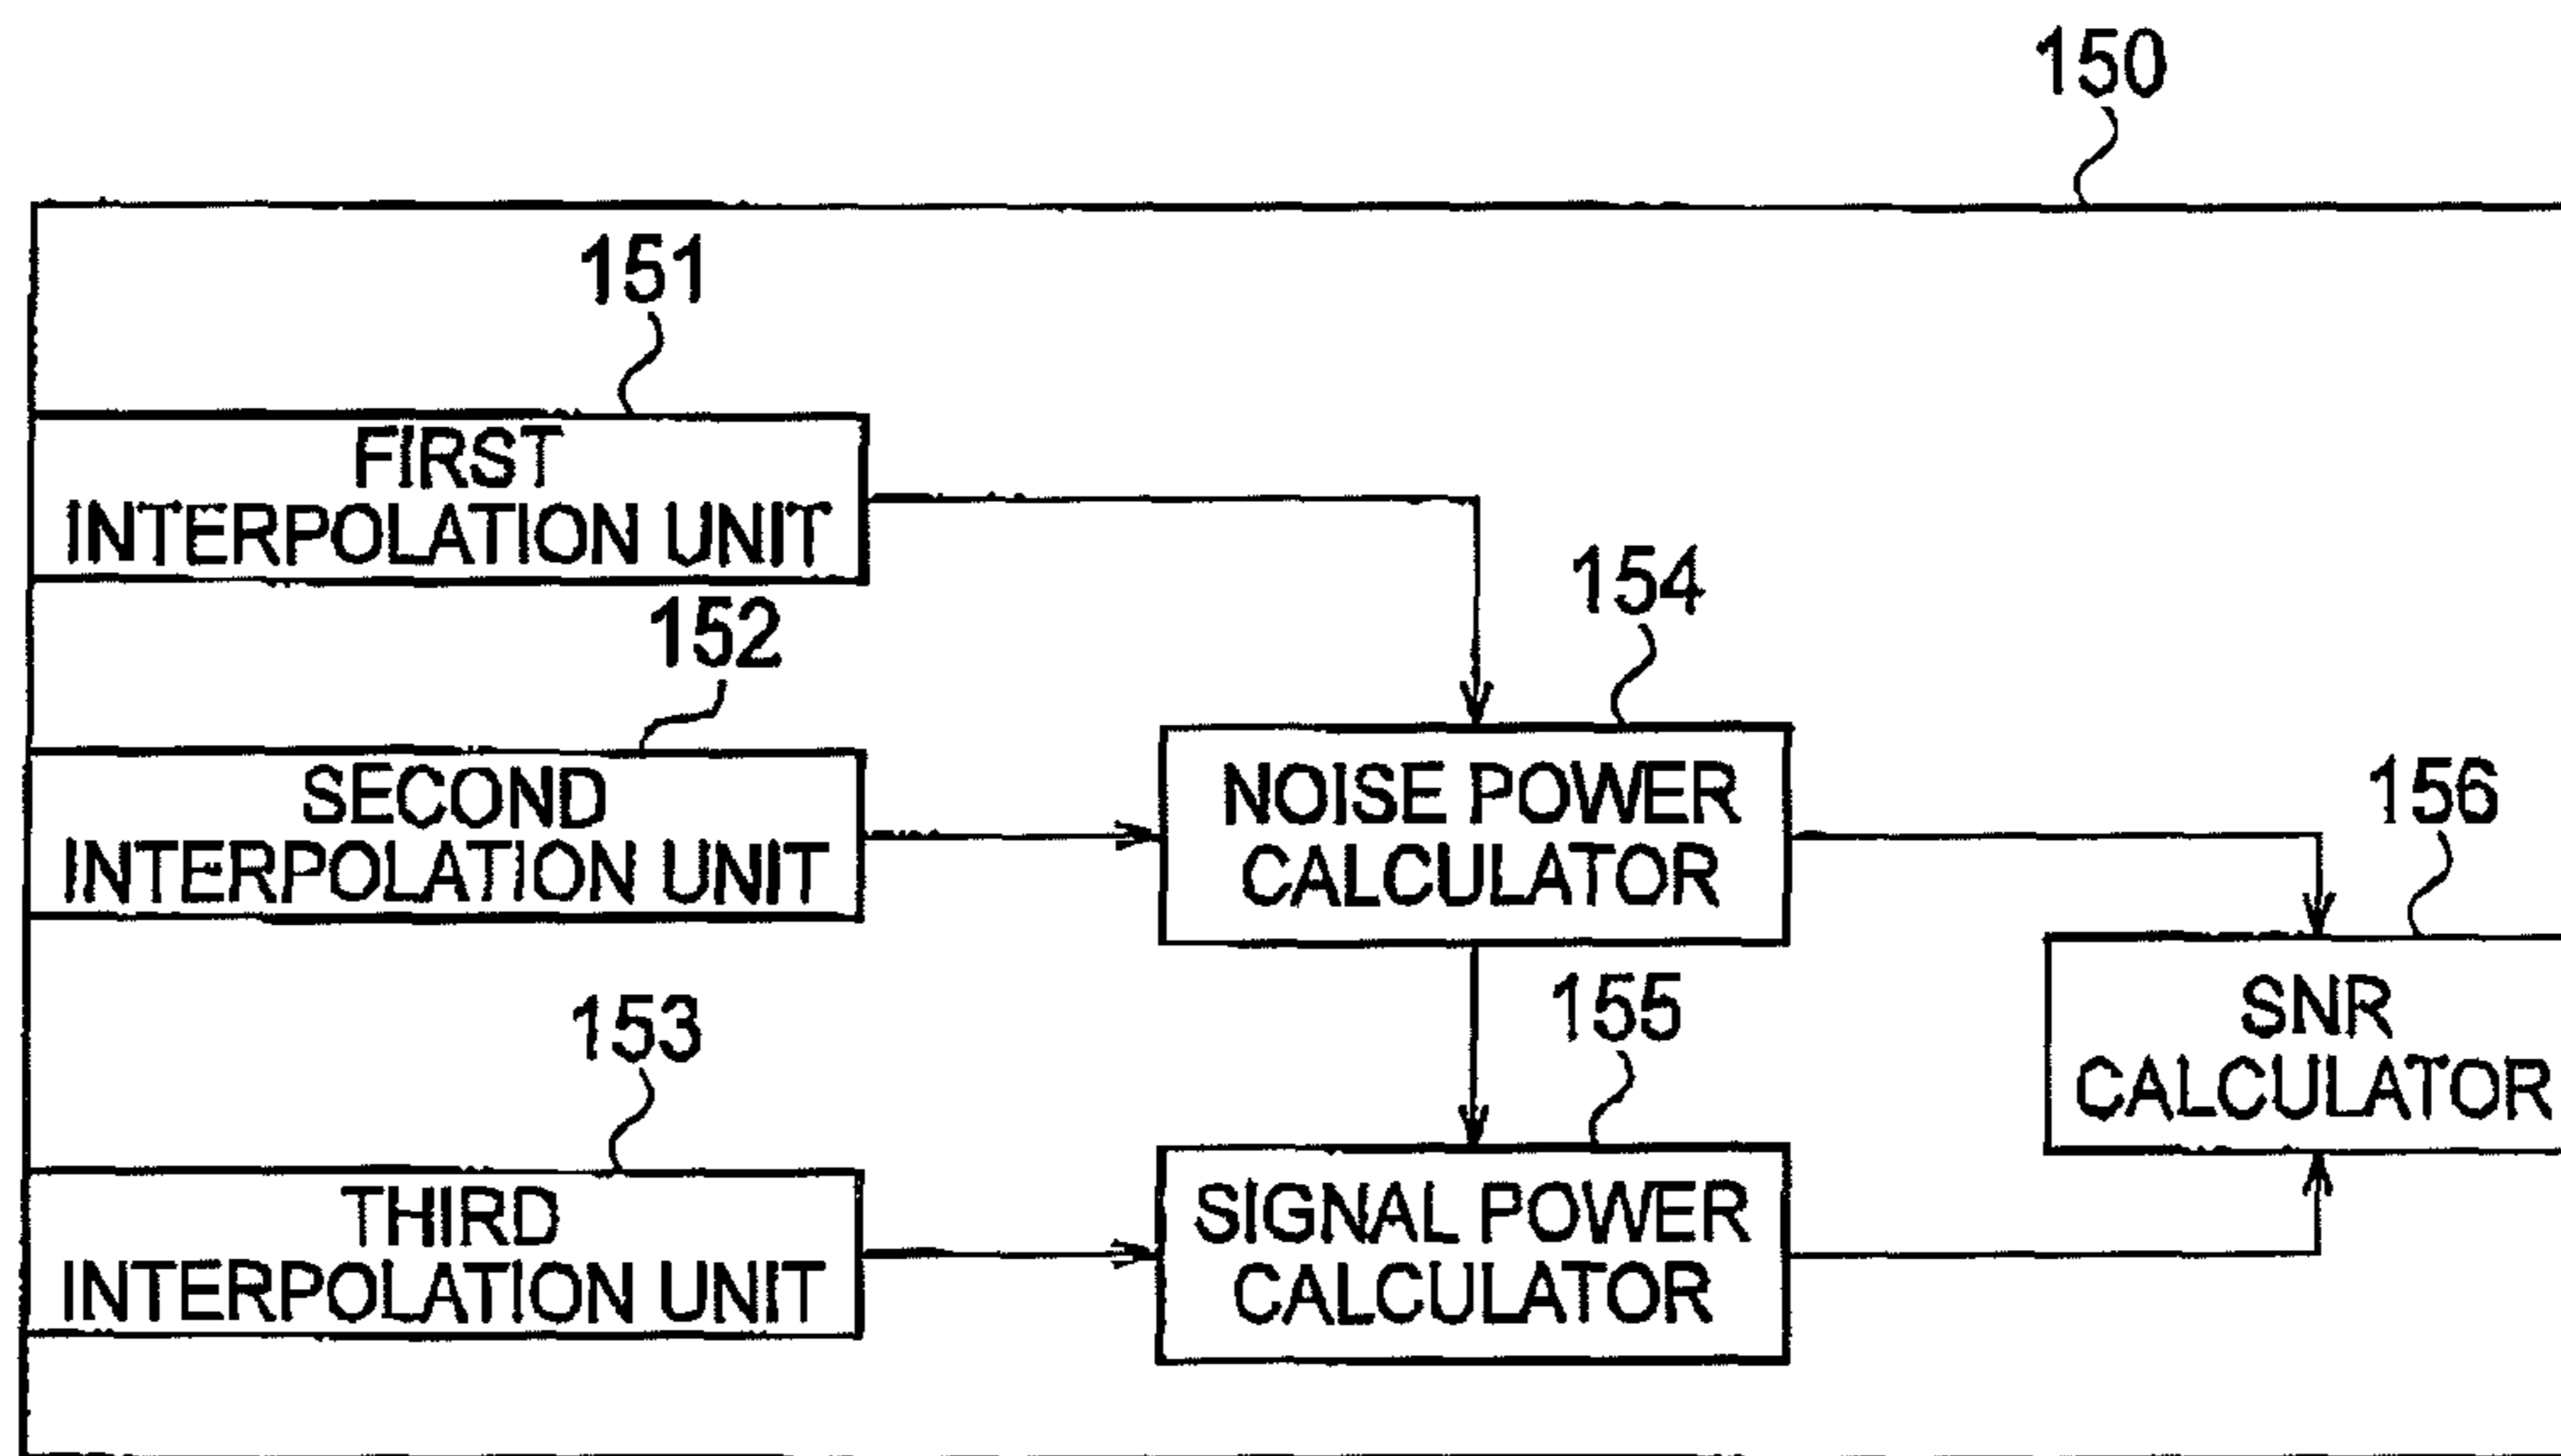 150
151
FIRST
INTERPOLATION UNIT
152
SECOND
INTERPOLATION UNIT
153
THIRD
INTERPOLATION UNIT
154
NOISE POWER
CALCULATOR
155
SIGNAL POWER
CALCULATOR
156
SNR
CALCULATOR